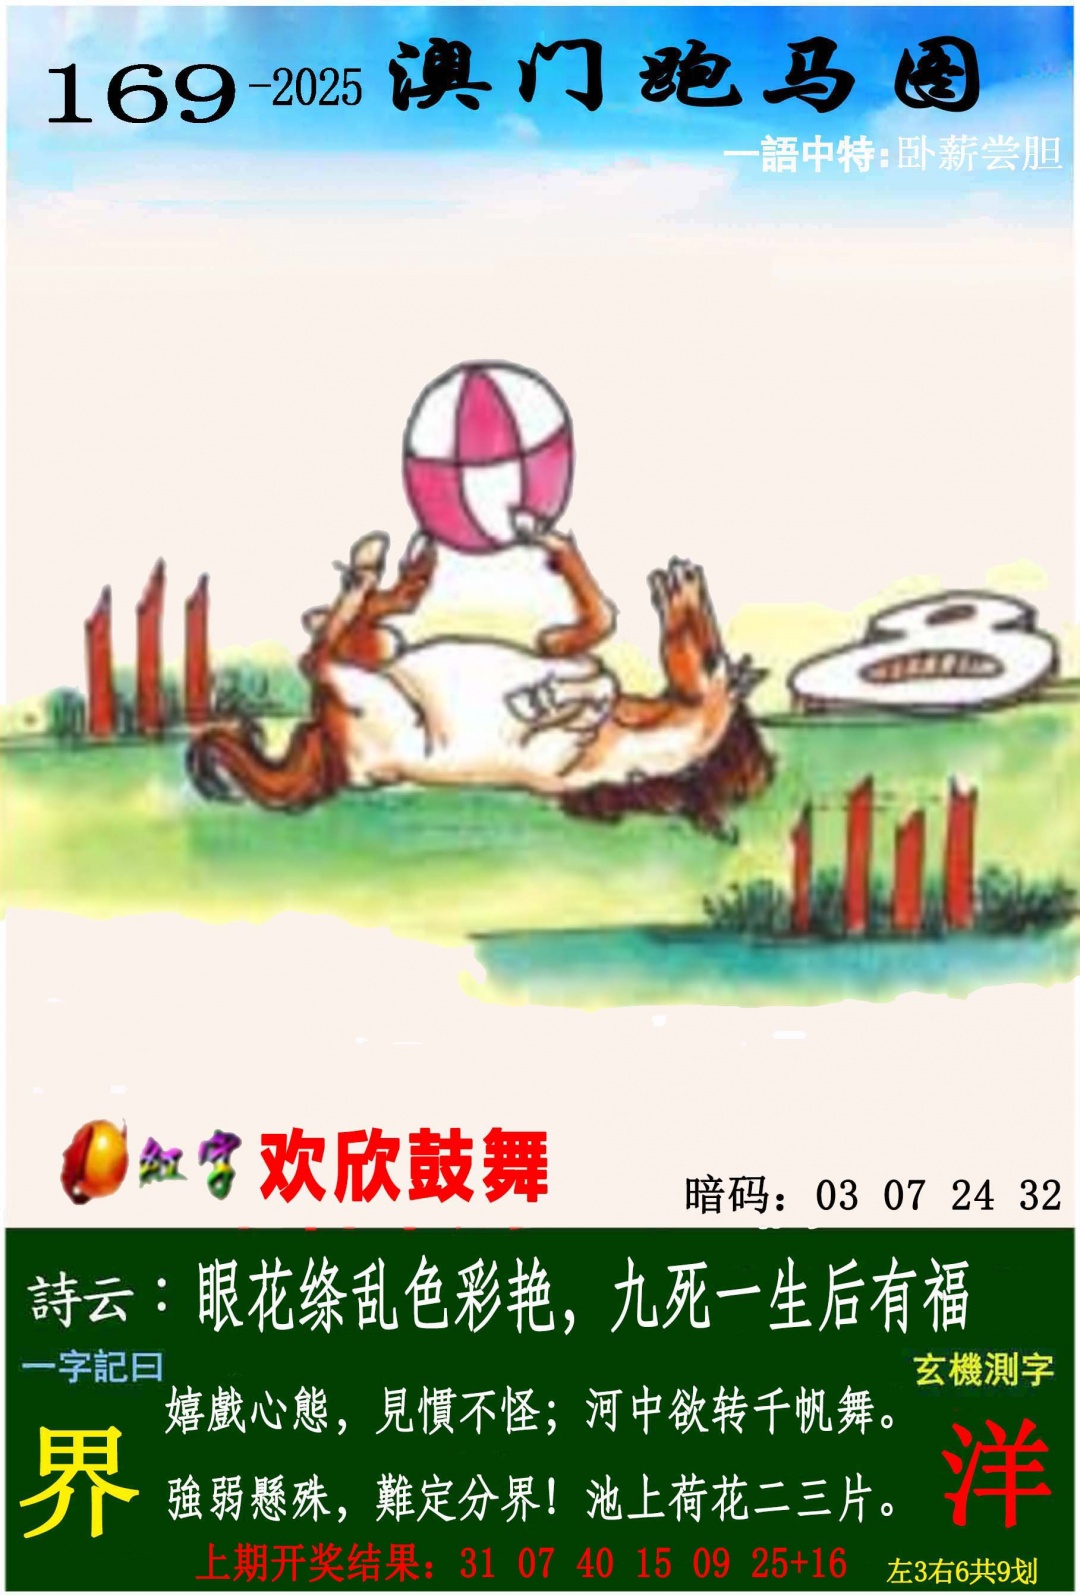 169-2025 澳门跑马图
一語中特:卧薪尝胆
红字 欢欣鼓舞
暗码：03 07 24 32
詩云：眼花缭乱色彩艳，九死一生后有福
一字記曰
玄機測字
界
洋
嬉戲心態，見慣不怪；河中欲转千帆舞。
強弱懸殊，難定分界！池上荷花二三片。
上期开奖结果：31 07 40 15 09 25+16
左3右6共9划